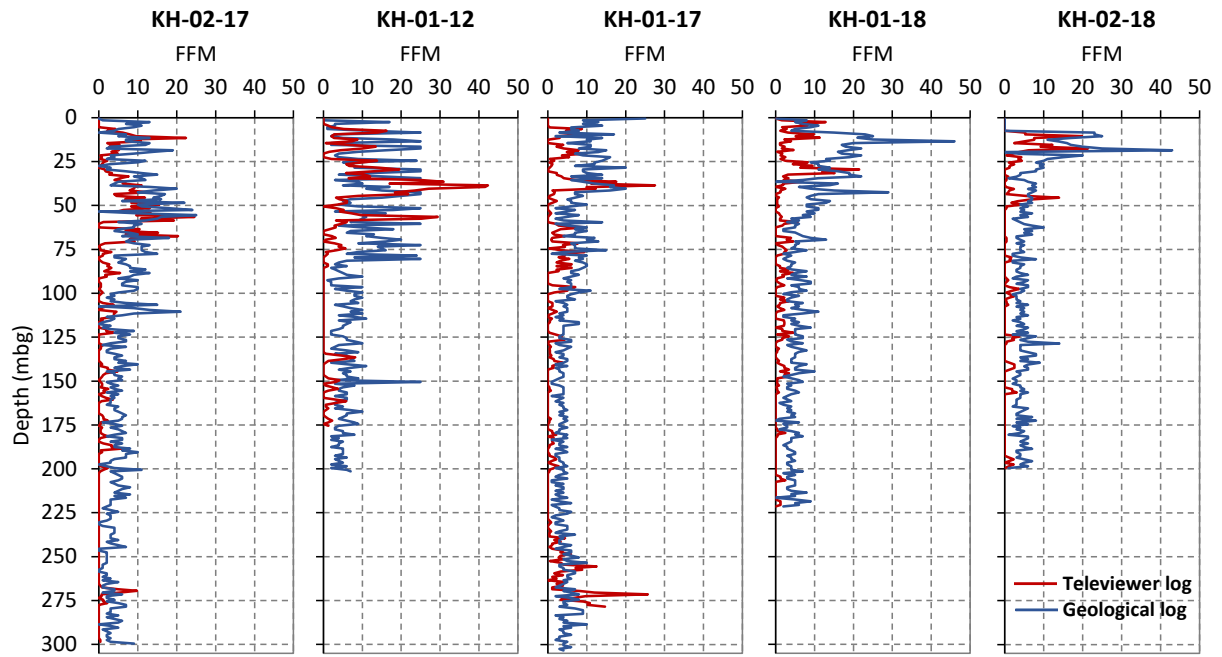 KH-02-17 KH-01-12 KH-01-17 KH-01-18 KH-02-18
FFM FFM FFM FFM FFM
0 10 20 30 40 50 0 10 20 30 40 50 0 10 20 30 40 50 0 10 20 30 40 50 0 10 20 30 40 50
0
25
50
75
100
125
150
175
200
225
250
275
300
Depth (mbg)
Televiewer log
Geological log